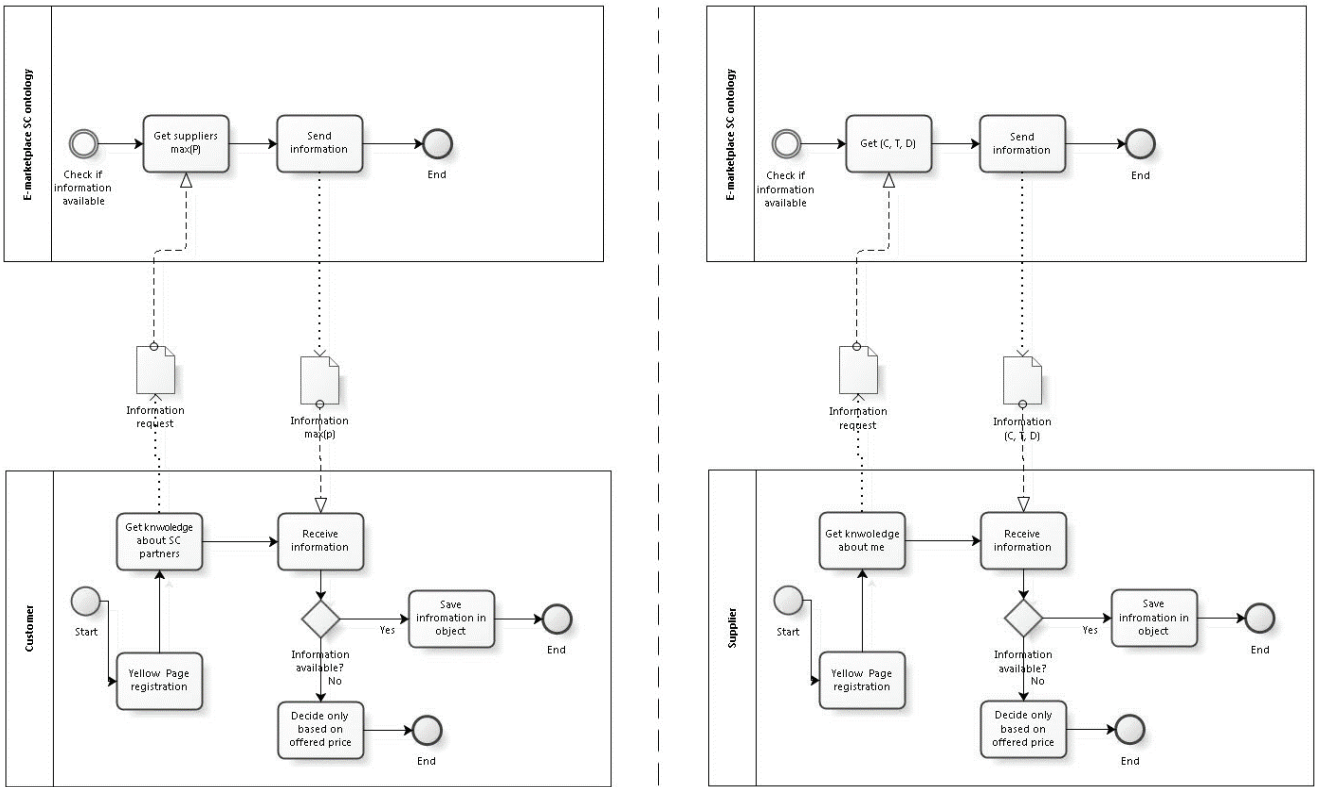 E-marketplace SC ontology
Get suppliers
max(P)
Send
information
Check if
information
available
End
Information
request
Information
max(p)
Customer
Get knwoledge
about SC
partners
Receive
information
Start
Yellow Page
registration
Save
infromation in
object
Yes
End
Information
available?
No
Decide only
based on
offered price
End
E-marketplace SC ontology
Get (C, T, D)
Send
information
Check if
information
available
End
Information
request
Information
(C, T, D)
Supplier
Get knwoledge
about me
Receive
information
Start
Yellow Page
registration
Save
infromation in
object
Yes
End
Information
available?
No
Decide only
based on
offered price
End